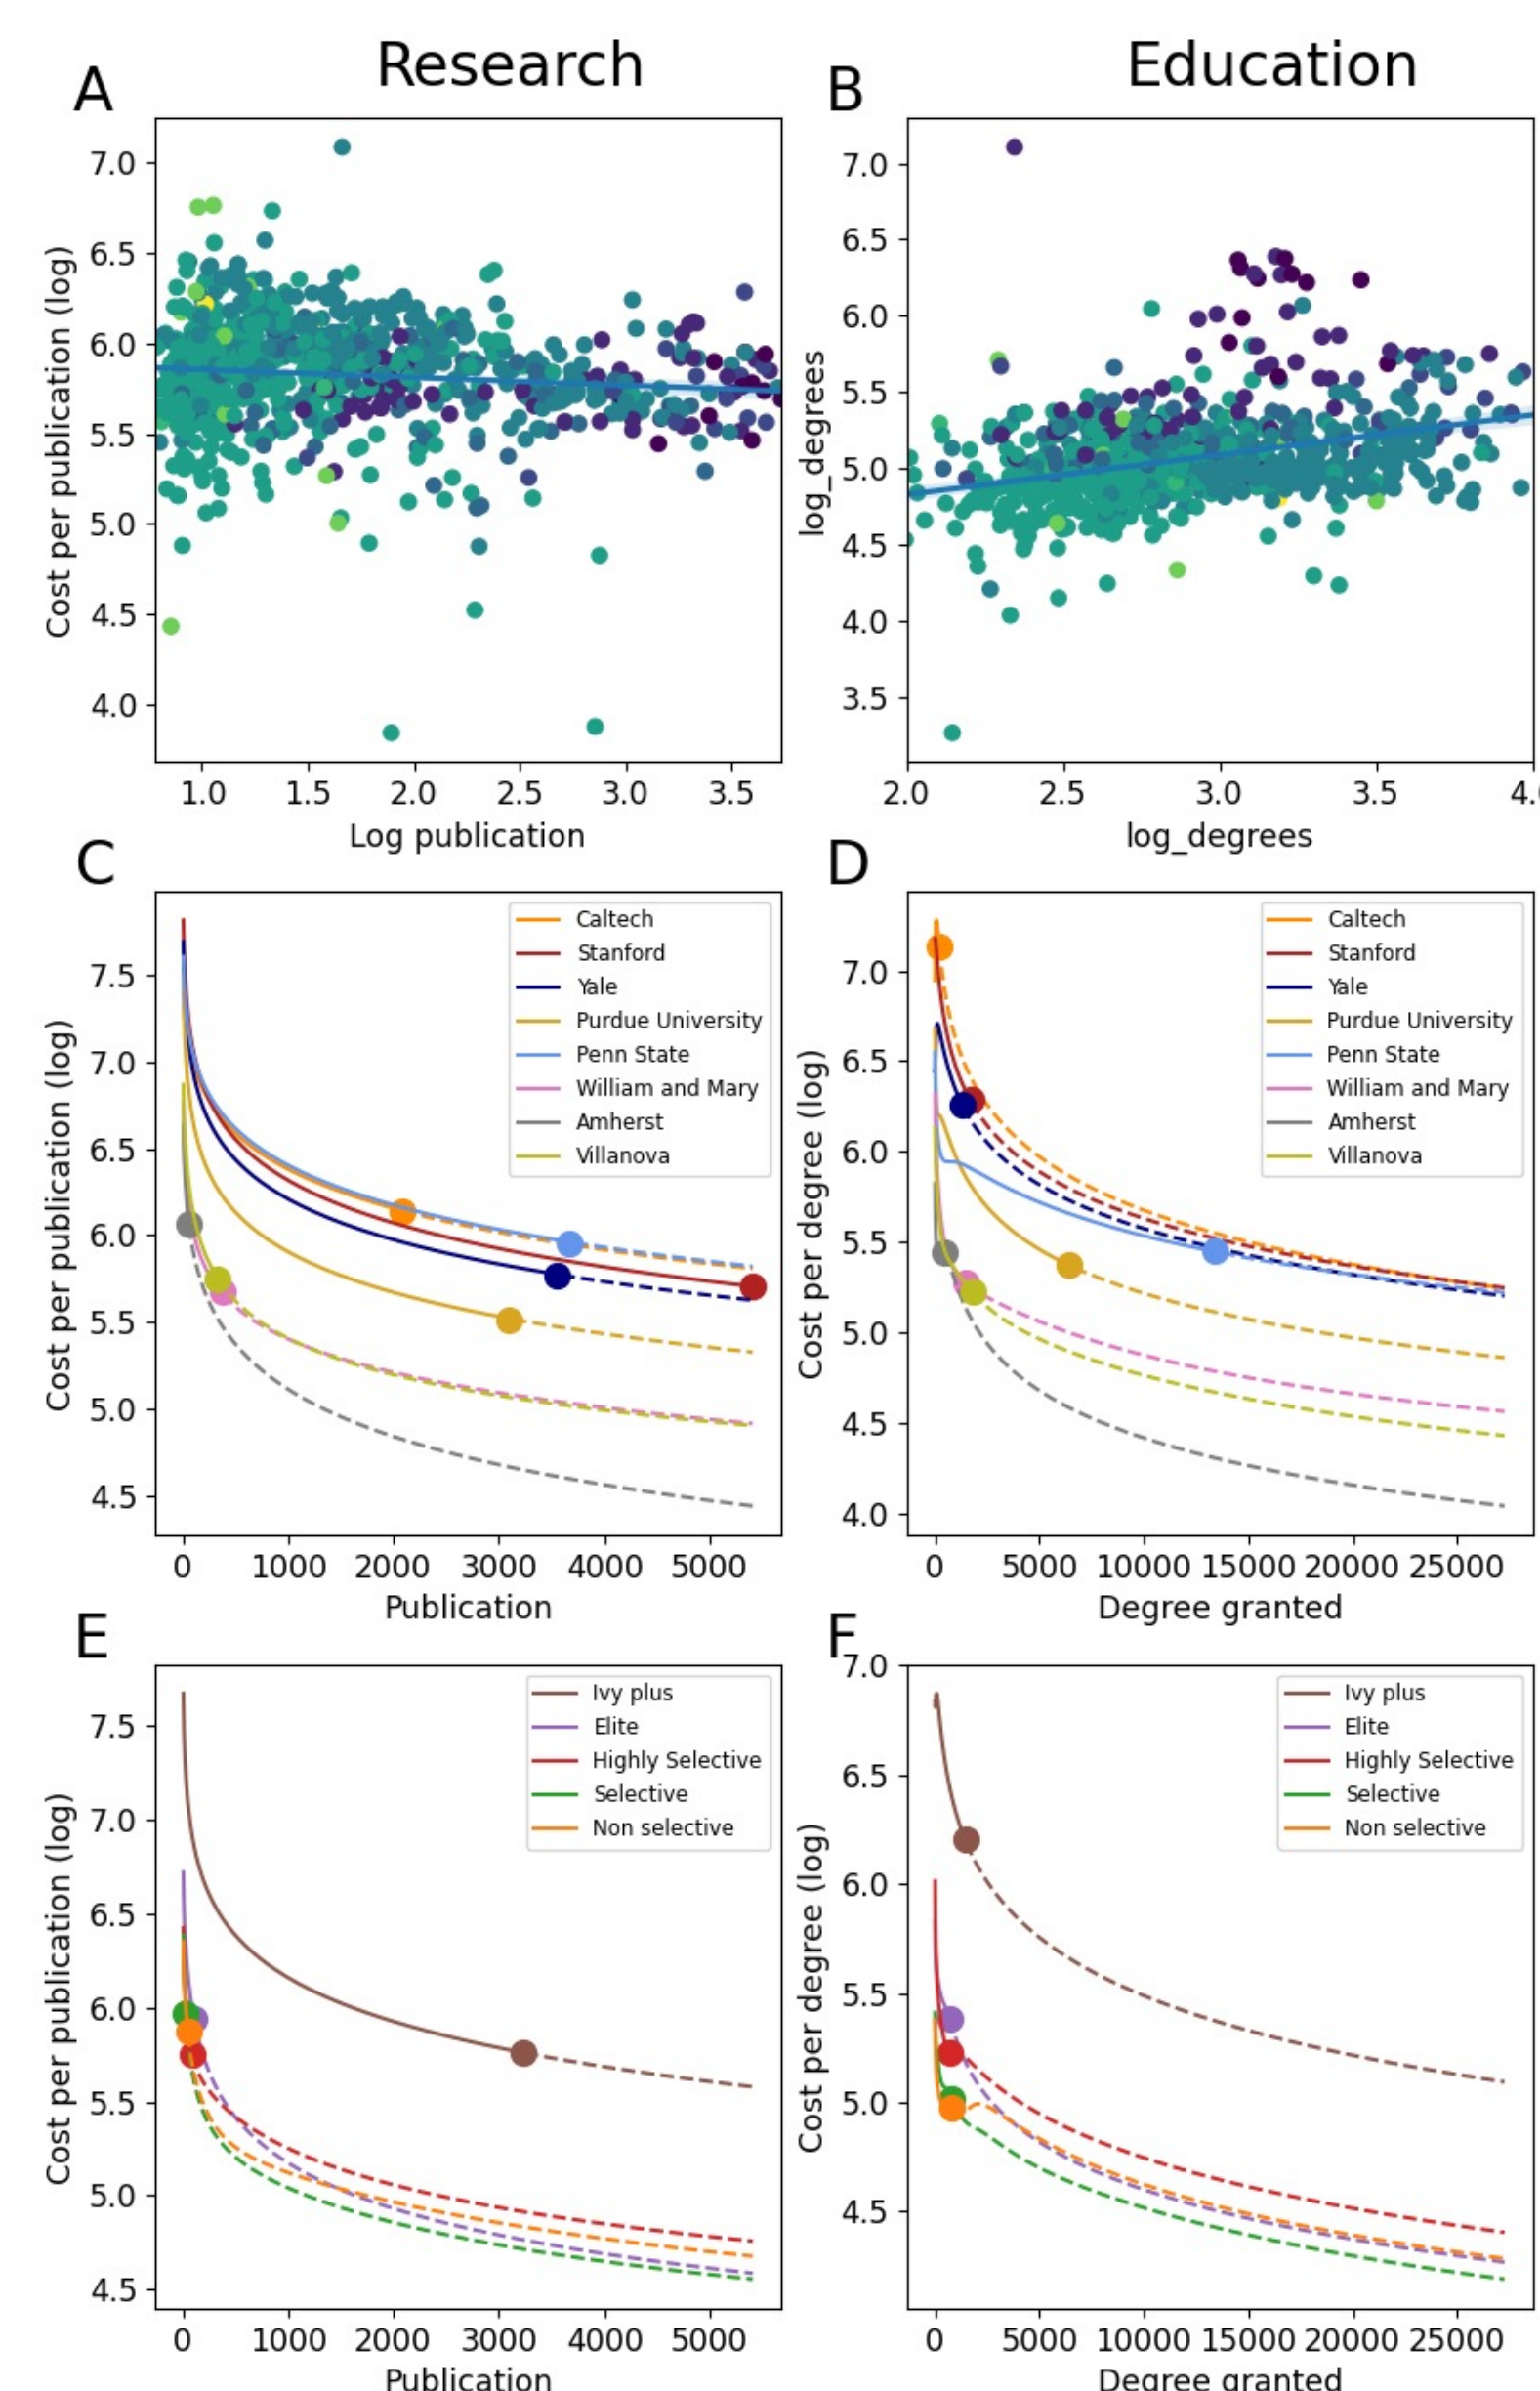 Research
Education
A
B
Cost per publication (log)
7.0
6.5
6.0
5.5
5.0
4.5
4.0
1.0 1.5 2.0 2.5 3.0 3.5
Log publication
log_degrees
7.0
6.5
6.0
5.5
5.0
4.5
4.0
3.5
2.0 2.5 3.0 3.5 4.0
log_degrees
C
Cost per publication (log)
7.5
7.0
6.5
6.0
5.5
5.0
4.5
Caltech
Stanford
Yale
Purdue University
Penn State
William and Mary
Amherst
Villanova
0 1000 2000 3000 4000 5000
Publication
D
Cost per degree (log)
7.0
6.5
6.0
5.5
5.0
4.5
4.0
Caltech
Stanford
Yale
Purdue University
Penn State
William and Mary
Amherst
Villanova
0 5000 10000 15000 20000 25000
Degree granted
E
Cost per publication (log)
7.5
7.0
6.5
6.0
5.5
5.0
4.5
Ivy plus
Elite
Highly Selective
Selective
Non selective
0 1000 2000 3000 4000 5000
Publication
F
Cost per degree (log)
7.0
6.5
6.0
5.5
5.0
4.5
Ivy plus
Elite
Highly Selective
Selective
Non selective
0 5000 10000 15000 20000 25000
Degree granted